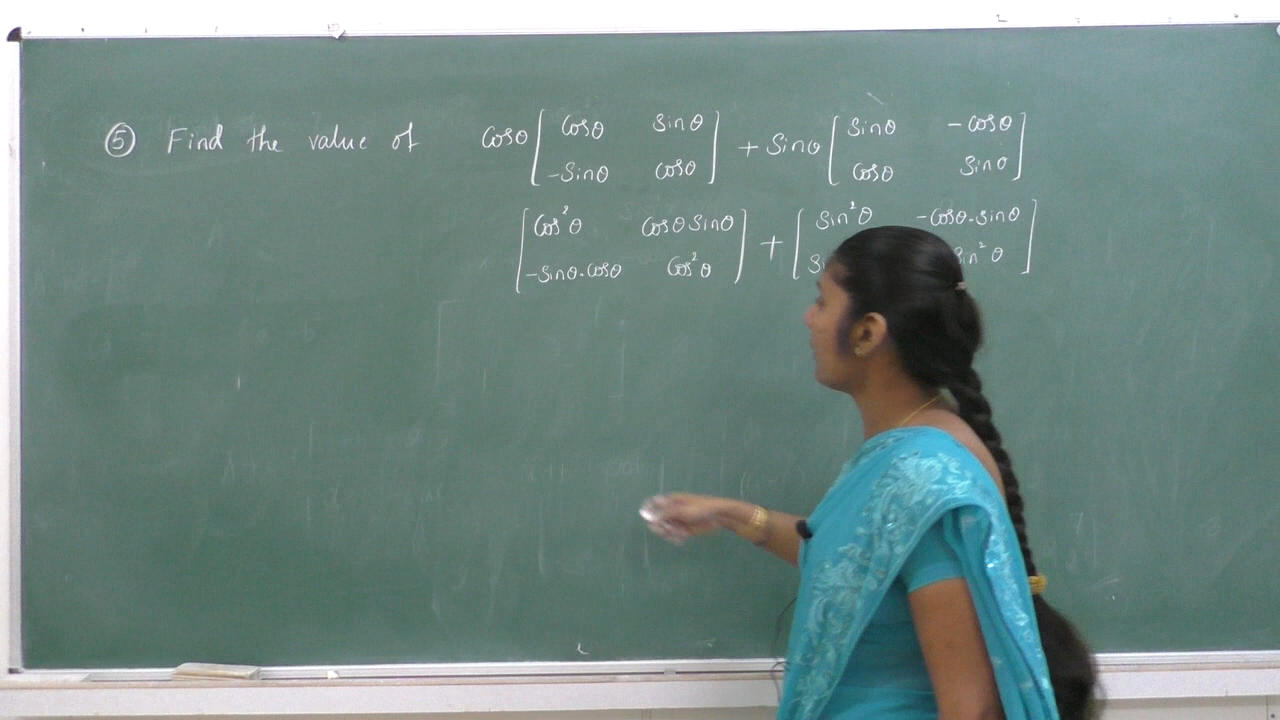 ⑤ Find the value of Cosθ [ Cosθ Sinθ ] + Sinθ [ Sinθ -Cosθ ]
-Sinθ Cosθ Cosθ Sinθ
[ Cos²θ Cosθ Sinθ ] + [ Sin²θ -Cosθ.Sinθ ]
-Sinθ.Cosθ Cos²θ